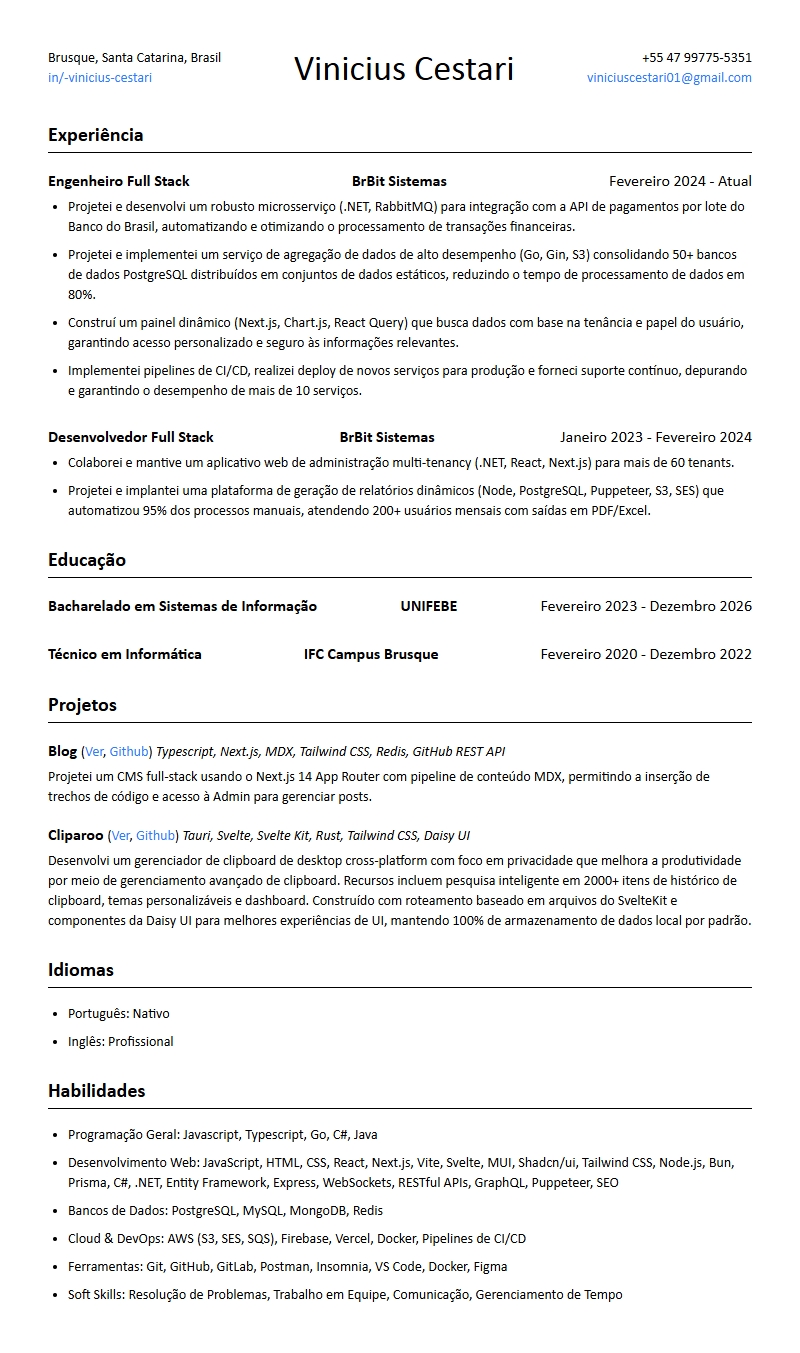 Brusque, Santa Catarina, Brasil
in/-vinicius-cestari
Vinicius Cestari
+55 47 99775-5351
viniciuscestari01@gmail.com
Experiência
Engenheiro Full Stack BrBit Sistemas Fevereiro 2024 - Atual
• Projetei e desenvolvi um robusto microsserviço (.NET, RabbitMQ) para integração com a API de pagamentos por lote do
Banco do Brasil, automatizando e otimizando o processamento de transações financeiras.
• Projetei e implementei um serviço de agregação de dados de alto desempenho (Go, Gin, S3) consolidando 50+ bancos
de dados PostgreSQL distribuídos em conjuntos de dados estáticos, reduzindo o tempo de processamento de dados em
80%.
• Construí um painel dinâmico (Next.js, Chart.js, React Query) que busca dados com base na tenância e papel do usuário,
garantindo acesso personalizado e seguro às informações relevantes.
• Implementei pipelines de CI/CD, realizei deploy de novos serviços para produção e forneci suporte contínuo, depurando
e garantindo o desempenho de mais de 10 serviços.
Desenvolvedor Full Stack BrBit Sistemas Janeiro 2023 - Fevereiro 2024
• Colaborei e mantive um aplicativo web de administração multi-tenancy (.NET, React, Next.js) para mais de 60 tenants.
• Projetei e implantei uma plataforma de geração de relatórios dinâmicos (Node, PostgreSQL, Puppeteer, S3, SES) que
automatizou 95% dos processos manuais, atendendo 200+ usuários mensais com saídas em PDF/Excel.
Educação
Bacharelado em Sistemas de Informação UNIFEBE Fevereiro 2023 - Dezembro 2026
Técnico em Informática IFC Campus Brusque Fevereiro 2020 - Dezembro 2022
Projetos
Blog (Ver, Github) Typescript, Next.js, MDX, Tailwind CSS, Redis, GitHub REST API
Projetei um CMS full-stack usando o Next.js 14 App Router com pipeline de conteúdo MDX, permitindo a inserção de
trechos de código e acesso à Admin para gerenciar posts.
Cliparoo (Ver, Github) Tauri, Svelte, Svelte Kit, Rust, Tailwind CSS, Daisy UI
Desenvolvi um gerenciador de clipboard de desktop cross-platform com foco em privacidade que melhora a produtividade
por meio de gerenciamento avançado de clipboard. Recursos incluem pesquisa inteligente em 2000+ itens de histórico de
clipboard, temas personalizáveis e dashboard. Construído com roteamento baseado em arquivos do SvelteKit e
componentes da Daisy UI para melhores experiências de UI, mantendo 100% de armazenamento de dados local por padrão.
Idiomas
• Português: Nativo
• Inglês: Profissional
Habilidades
• Programação Geral: Javascript, Typescript, Go, C#, Java
• Desenvolvimento Web: JavaScript, HTML, CSS, React, Next.js, Vite, Svelte, MUI, Shadcn/ui, Tailwind CSS, Node.js, Bun,
Prisma, C#, .NET, Entity Framework, Express, WebSockets, RESTful APIs, GraphQL, Puppeteer, SEO
• Bancos de Dados: PostgreSQL, MySQL, MongoDB, Redis
• Cloud & DevOps: AWS (S3, SES, SQS), Firebase, Vercel, Docker, Pipelines de CI/CD
• Ferramentas: Git, GitHub, GitLab, Postman, Insomnia, VS Code, Docker, Figma
• Soft Skills: Resolução de Problemas, Trabalho em Equipe, Comunicação, Gerenciamento de Tempo